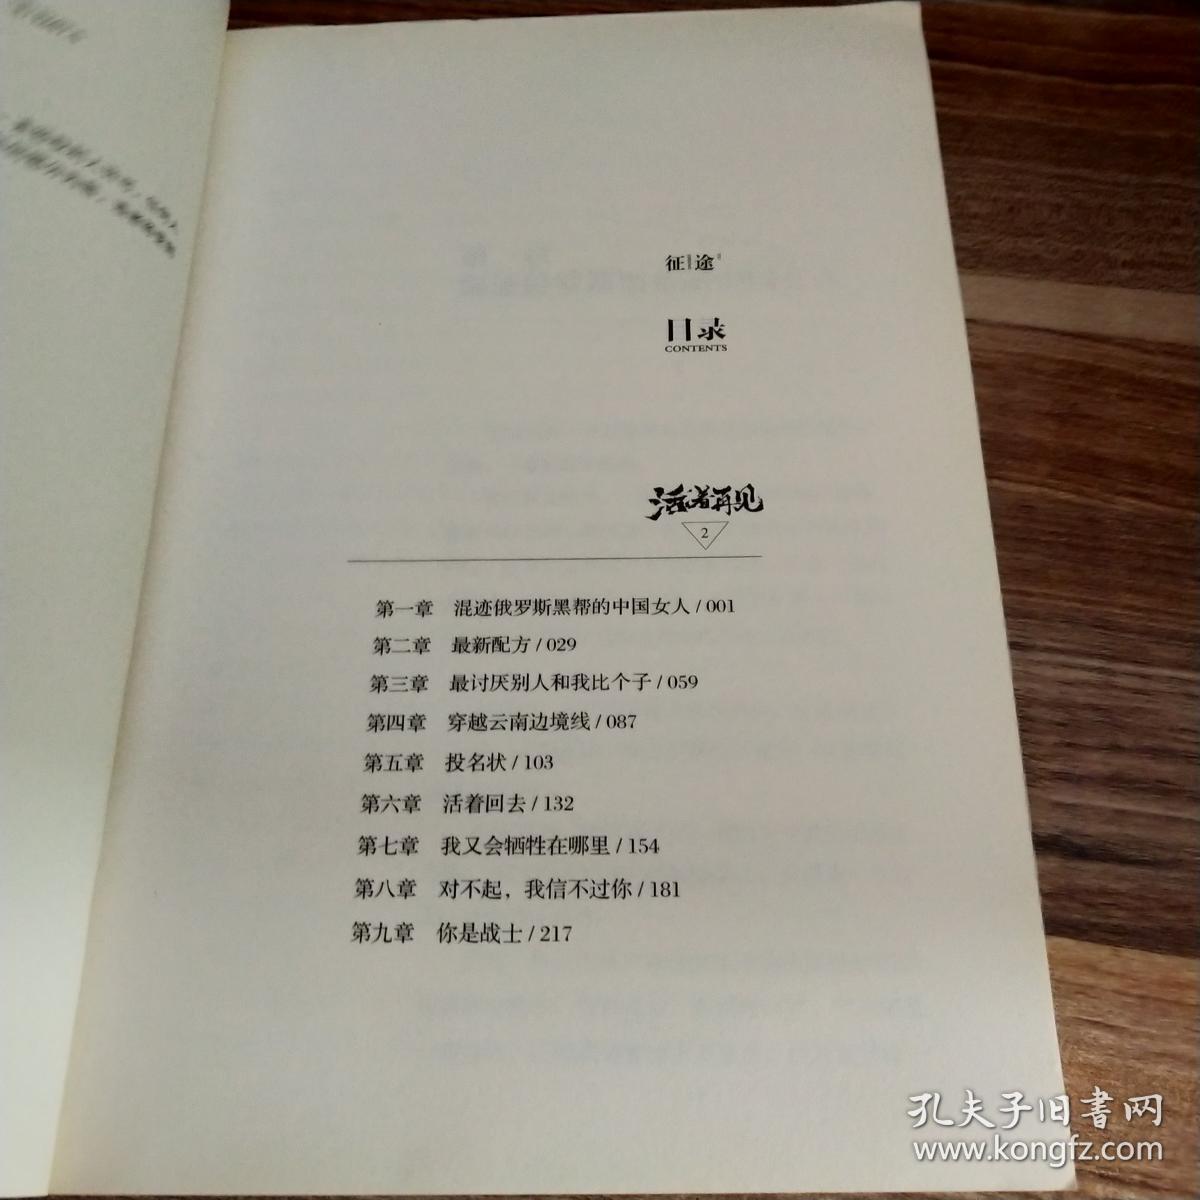 征途
目录
CONTENTS
活着再见
2
第一章 混迹俄罗斯黑帮的中国女人/001
第二章 最新配方/029
第三章 最讨厌别人和我比个子/059
第四章 穿越云南边境线/087
第五章 投名状/103
第六章 活着回去/132
第七章 我又会牺牲在哪里/154
第八章 对不起，我信不过你/181
第九章 你是战士/217
孔夫子旧书网
www.kongfz.com